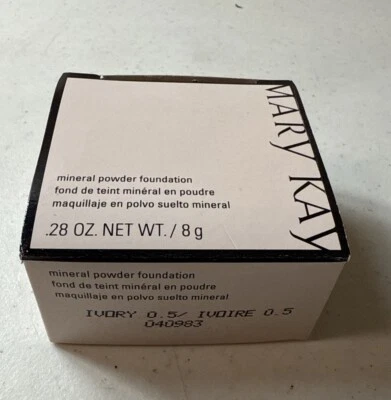 MARY KAY
mineral powder foundation
fond de teint minéral en poudre
maquillaje en polvo suelto mineral
.28 OZ. NET WT. / 8 g
mineral powder foundation
fond de teint minéral en poudre
maquillaje en polvo suelto mineral
IVORY 0.5/ IVOIRE 0.5
040983